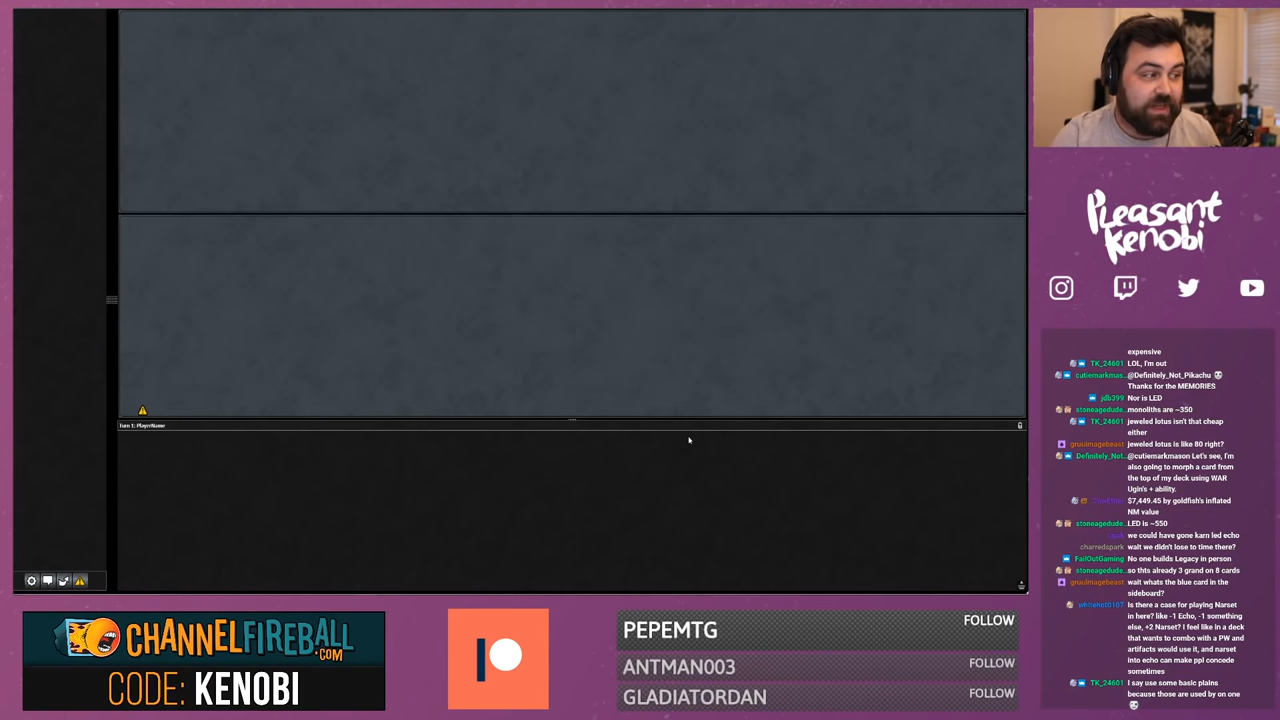 Turn 1: PlayerName
Pleasant
Kenobi
expensive
TK_24601 LOL, I'm out
cutiemarkmas.. @Definitely_Not_Pikachu
Thanks for the MEMORIES
jdb399 Nor is LED
stoneagedude.. monoliths are ~350
TK_24601 jeweled lotus isn't that cheap
either
gruulmagebeast jeweled lotus is like 80 right?
Definitely_Not.. @cutiemarkmason Let's see, I'm
also going to morph a card from
the top of my deck using WAR
Ugin's + ability.
$7,449.45 by goldfish's inflated
NM value
stoneagedude.. LED is ~550
we could have gone karn led echo
charredspark wait we didn't lose to time there?
FailOutGaming No one builds Legacy in person
stoneagedude.. so thts already 3 grand on 8 cards
gruulmagebeast wait whats the blue card in the
sideboard?
whitehot0107 Is there a case for playing Narset
in here? like -1 Echo, -1 something
else, +2 Narset? I feel like in a deck
that wants to combo with a PW and
artifacts would use it, and narset
into echo can make ppl concede
sometimes
TK_24601 I say use some basic plains
because those are used by on one
CHANNELFIREBALL
.COM
CODE: KENOBI
PEPEMTG FOLLOW
ANTMAN003 FOLLOW
GLADIATORDAN FOLLOW